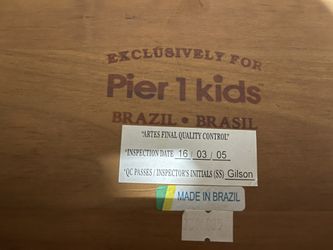 EXCLUSIVELY FOR
Pier 1 kids
BRAZIL • BRASIL
"ARTES FINAL QUALITY CONTROL"
"INSPECTION DATE 16 / 03 / 05
"QC PASSES / INSPECTOR'S INITIALS (SS) Gilson
MADE IN BRAZIL